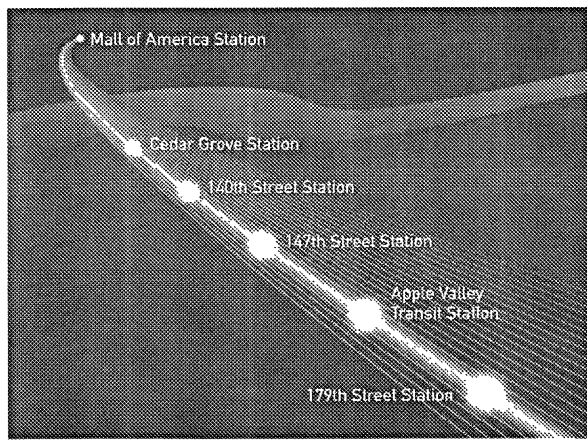 Mall of America Station
Cedar Grove Station
140th Street Station
147th Street Station
Apple Valley
Transit Station
179th Street Station